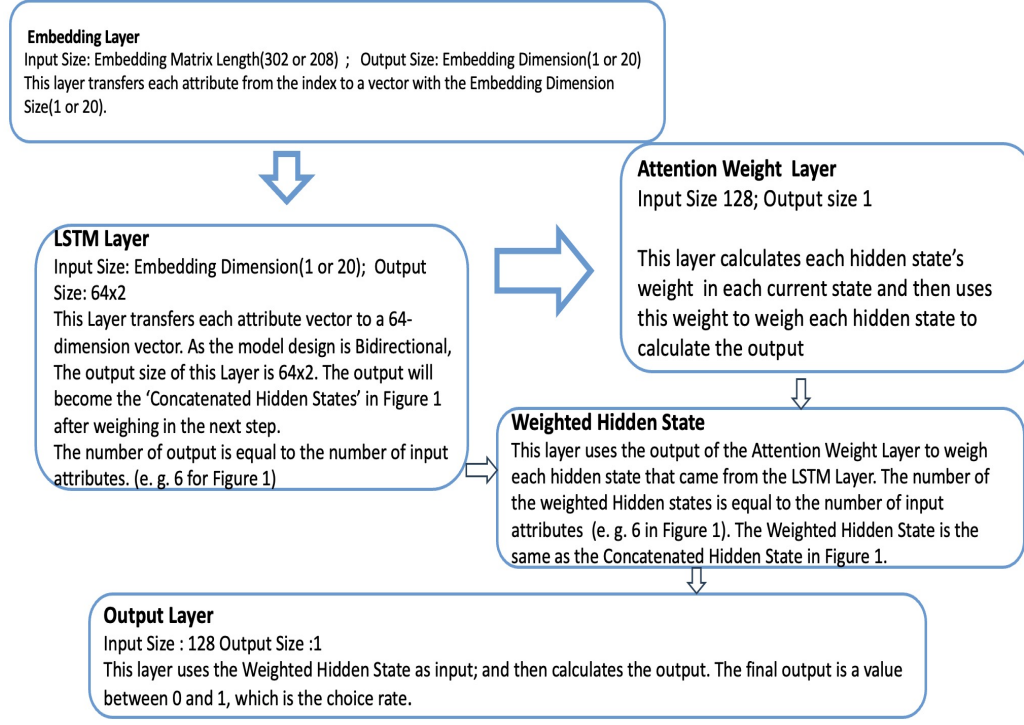 Embedding Layer
Input Size: Embedding Matrix Length(302 or 208) ; Output Size: Embedding Dimension(1 or 20)
This layer transfers each attribute from the index to a vector with the Embedding Dimension
Size(1 or 20).
LSTM Layer
Input Size: Embedding Dimension(1 or 20); Output
Size: 64x2
This Layer transfers each attribute vector to a 64-
dimension vector. As the model design is Bidirectional,
The output size of this Layer is 64x2. The output will
become the ‘Concatenated Hidden States’ in Figure 1
after weighing in the next step.
The number of output is equal to the number of input
attributes. (e. g. 6 for Figure 1)
Attention Weight Layer
Input Size 128; Output size 1
This layer calculates each hidden state’s
weight in each current state and then uses
this weight to weigh each hidden state to
calculate the output
Weighted Hidden State
This layer uses the output of the Attention Weight Layer to weigh
each hidden state that came from the LSTM Layer. The number of
the weighted Hidden states is equal to the number of input
attributes (e. g. 6 in Figure 1). The Weighted Hidden State is the
same as the Concatenated Hidden State in Figure 1.
Output Layer
Input Size : 128 Output Size :1
This layer uses the Weighted Hidden State as input; and then calculates the output. The final output is a value
between 0 and 1, which is the choice rate.